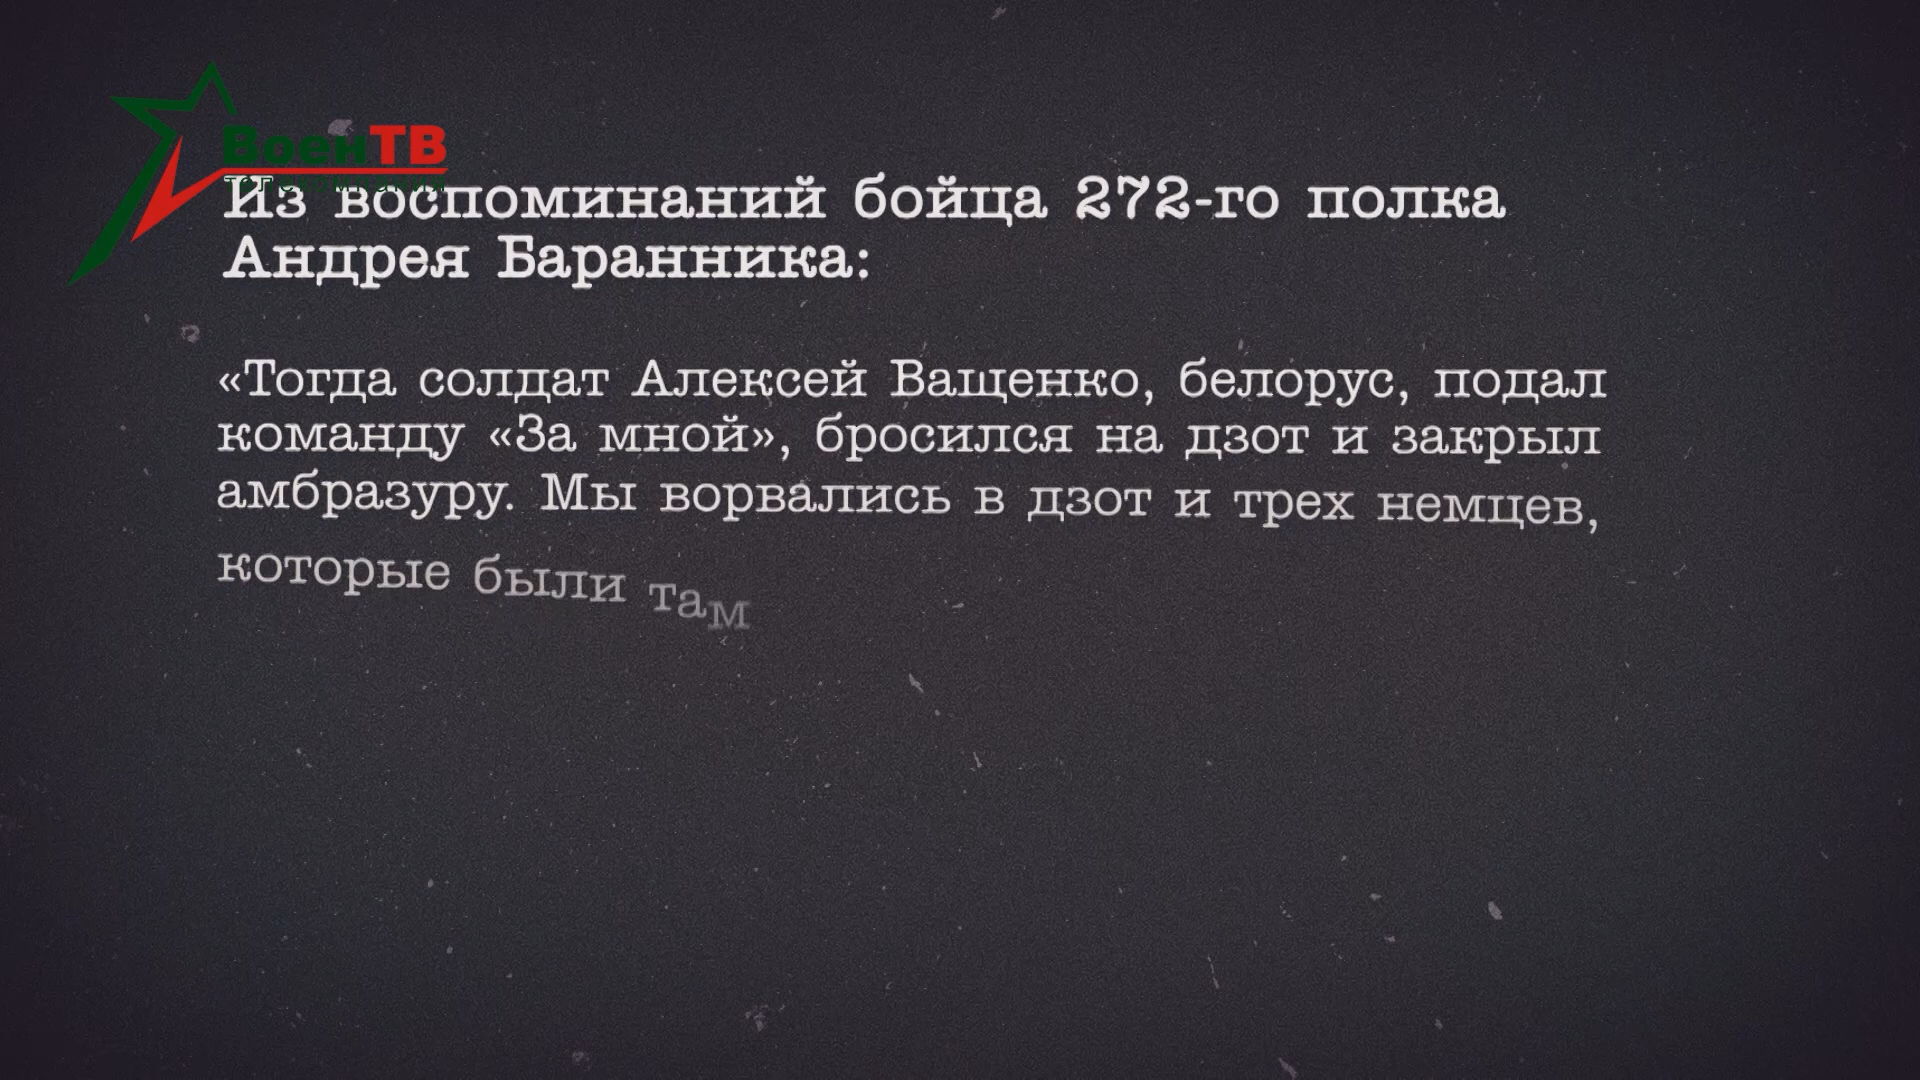 ВоенТВ
телекомпания
Из воспоминаний бойца 272-го полка
Андрея Баранника:
«Тогда солдат Алексей Ващенко, белорус, подал
команду «За мной», бросился на дзот и закрыл
амбразуру. Мы ворвались в дзот и трех немцев,
которые были там